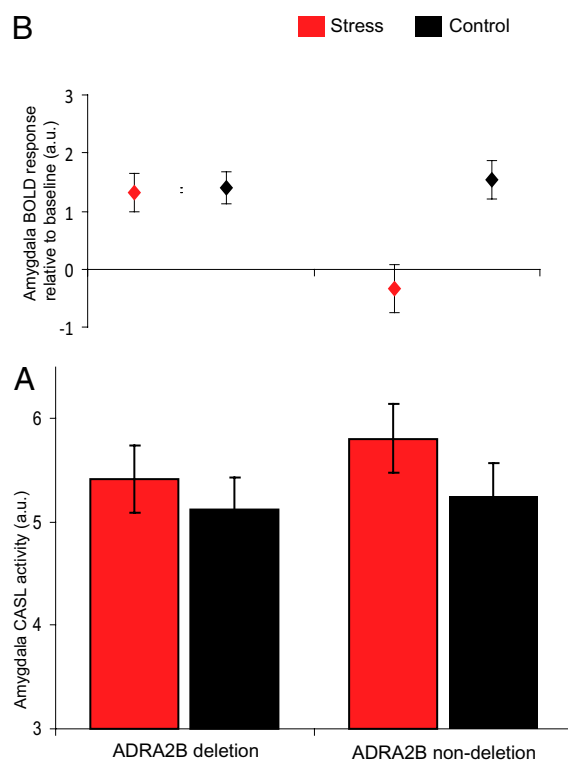 B
Stress Control
Amygdala BOLD response
relative to baseline (a.u.)
3
2
1
0
-1
A
Amygdala CASL activity (a.u.)
6
5
4
3
ADRA2B deletion ADRA2B non-deletion